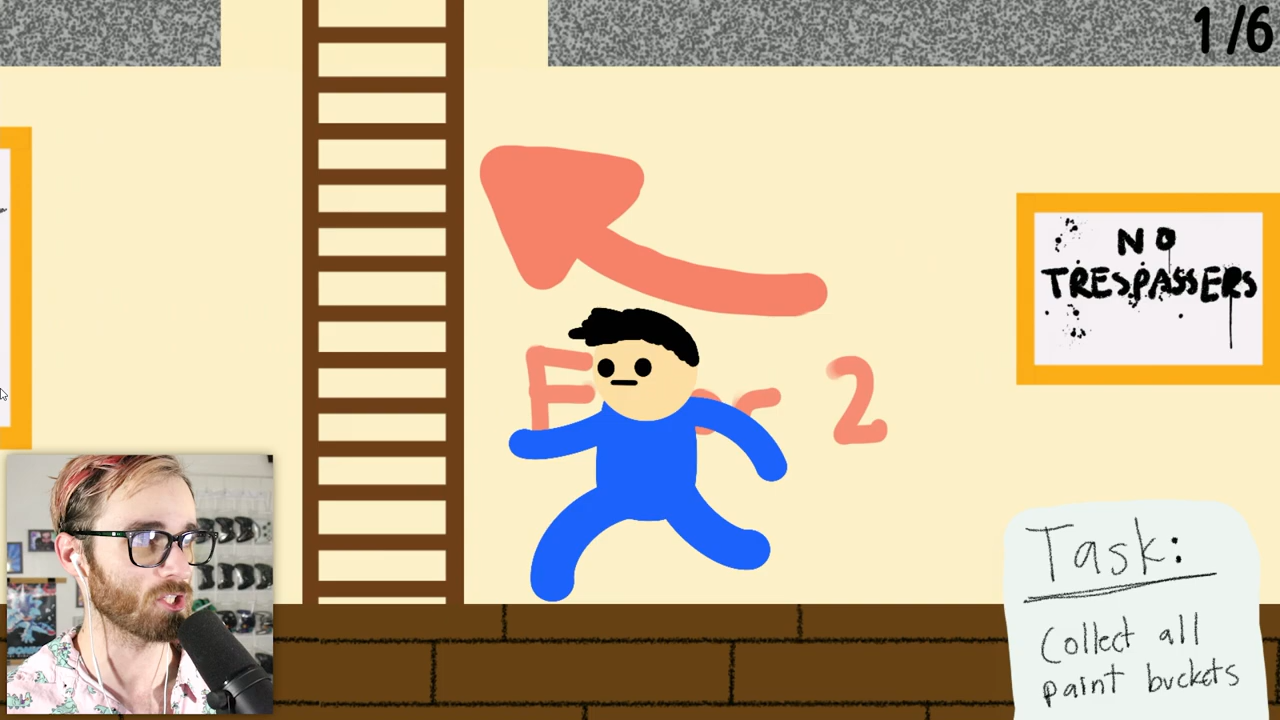 1/6
NO
TRESPASSERS
2
Task:
Collect all
paint buckets